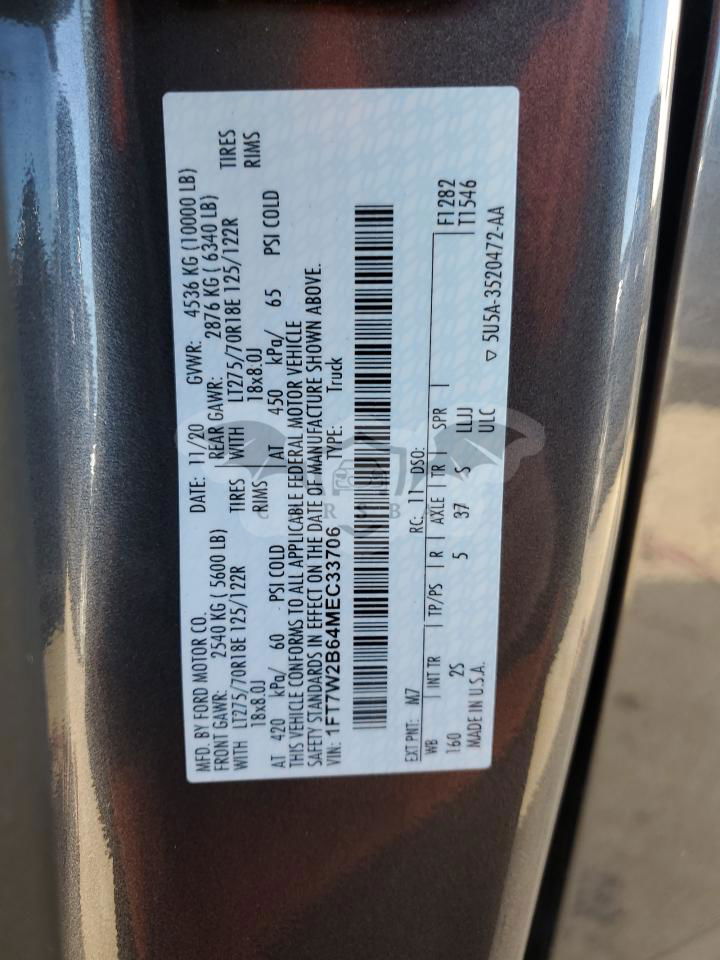 MFD. BY FORD MOTOR CO.
DATE: 11/20 GVWR: 4536 KG (10000 LB)
FRONT GAWR: 2540 KG ( 5600 LB) REAR GAWR: 2876 KG ( 6340 LB)
WITH LT275/70R18E 125/122R TIRES WITH LT275/70R18E 125/122R TIRES
18x8.0J RIMS 18x8.0J RIMS
AT 420 kPa/ 60 PSI COLD AT 450 kPa/ 65 PSI COLD
THIS VEHICLE CONFORMS TO ALL APPLICABLE FEDERAL MOTOR VEHICLE
SAFETY STANDARDS IN EFFECT ON THE DATE OF MANUFACTURE SHOWN ABOVE.
VIN: 1FT7W2B64MEC33706 TYPE: Truck
EXT PNT: M7 RC: 11 DSO:
WB INT TR TP/PS R AXLE TR SPR F1282
160 2S 5 37 S LLJJ T1546
MADE IN U.S.A. ULC
▽ 5U5A-3520472-AA